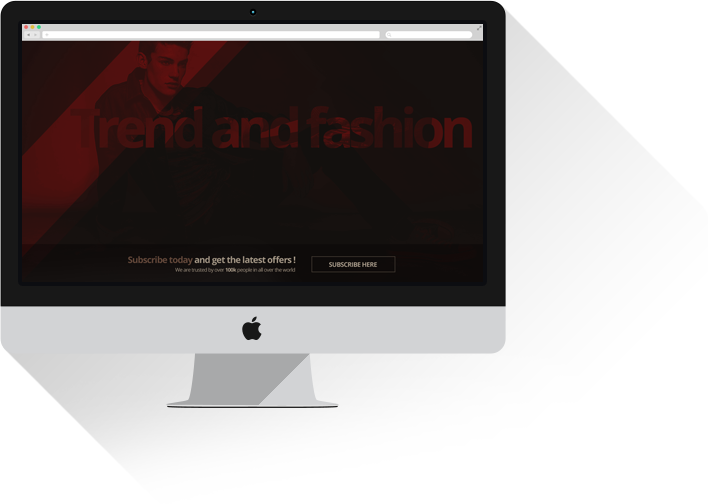 Trend and fashion
Subscribe today and get the latest offers !
We are trusted by over 100k people in all over the world
SUBSCRIBE HERE